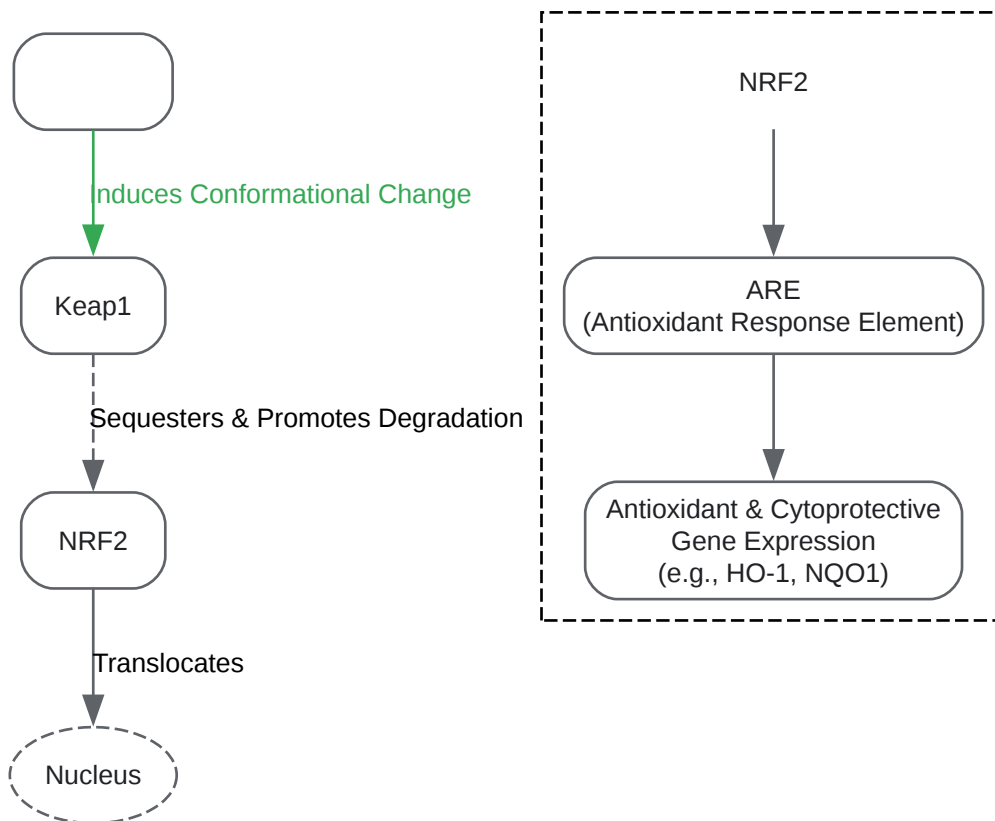 Induces Conformational Change
Keap1
Sequesters & Promotes Degradation
NRF2
Translocates
Nucleus
NRF2
ARE
(Antioxidant Response Element)
Antioxidant & Cytoprotective
Gene Expression
(e.g., HO-1, NQO1)